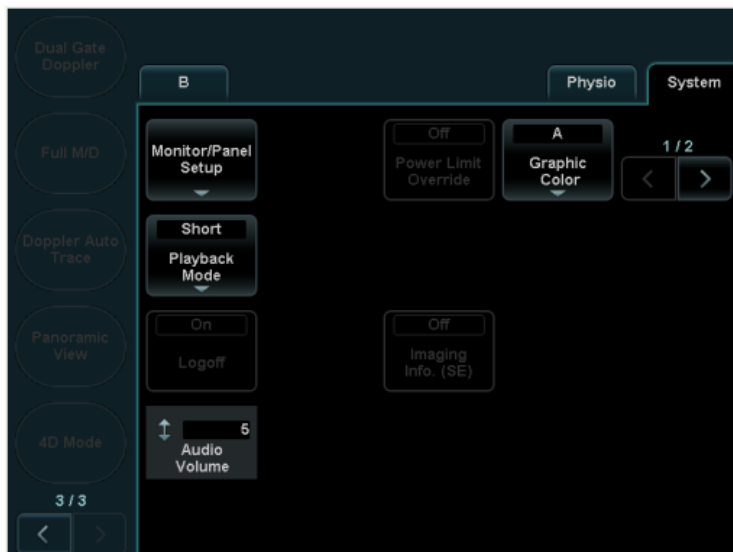 Dual Gate
Doppler
Full M/D
Doppler Auto
Trace
Panoramic
View
4D Mode
3 / 3
<
>
B
Physio
System
Monitor/Panel
Setup
Off
Power Limit
Override
A
Graphic
Color
1 / 2
<
>
Short
Playback
Mode
On
Logoff
Off
Imaging
Info. (SE)
5
Audio
Volume